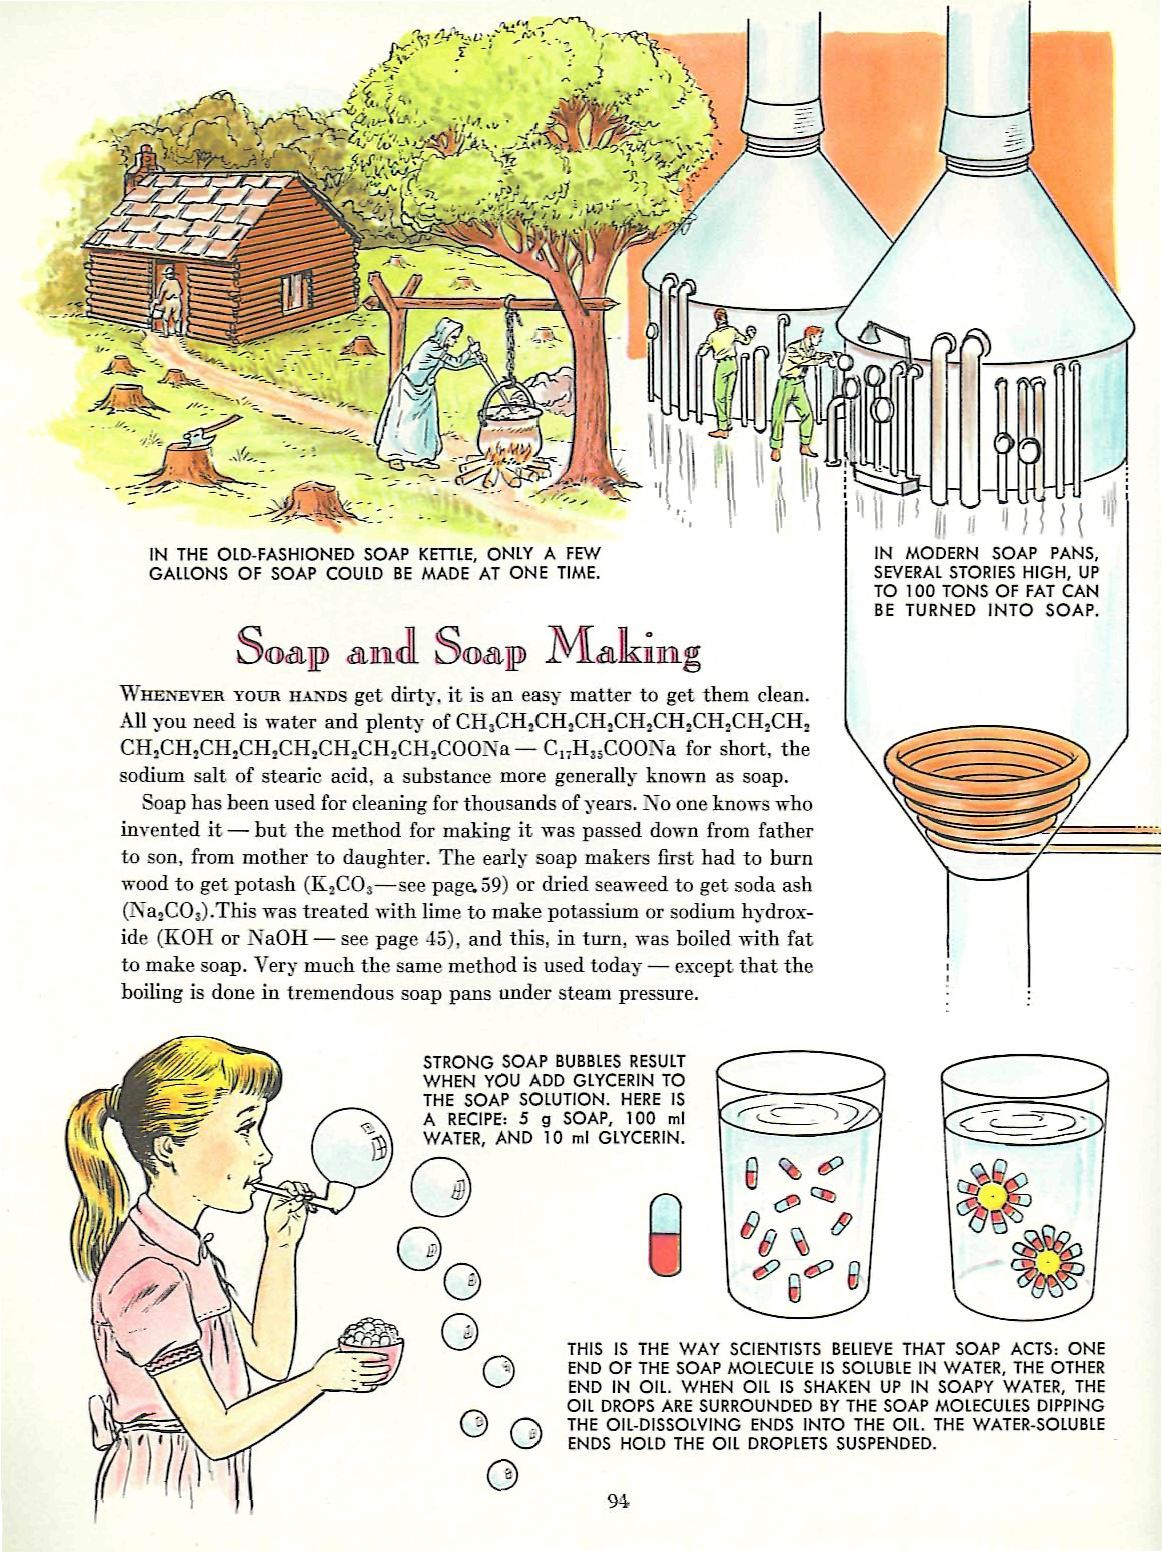 IN THE OLD-FASHIONED SOAP KETTLE, ONLY A FEW
GALLONS OF SOAP COULD BE MADE AT ONE TIME.
IN MODERN SOAP PANS,
SEVERAL STORIES HIGH, UP
TO 100 TONS OF FAT CAN
BE TURNED INTO SOAP.
Soap and Soap Making
WHENEVER YOUR HANDS get dirty, it is an easy matter to get them clean.
All you need is water and plenty of CH₃CH₂CH₂CH₂CH₂CH₂CH₂CH₂CH₂
CH₂CH₂CH₂CH₂CH₂CH₂CH₂CH₂COONa — C₁₇H₃₅COONa for short, the
sodium salt of stearic acid, a substance more generally known as soap.
Soap has been used for cleaning for thousands of years. No one knows who
invented it — but the method for making it was passed down from father
to son, from mother to daughter. The early soap makers first had to burn
wood to get potash (K₂CO₃—see page 59) or dried seaweed to get soda ash
(Na₂CO₃).This was treated with lime to make potassium or sodium hydrox-
ide (KOH or NaOH — see page 45), and this, in turn, was boiled with fat
to make soap. Very much the same method is used today — except that the
boiling is done in tremendous soap pans under steam pressure.
STRONG SOAP BUBBLES RESULT
WHEN YOU ADD GLYCERIN TO
THE SOAP SOLUTION. HERE IS
A RECIPE: 5 g SOAP, 100 ml
WATER, AND 10 ml GLYCERIN.
THIS IS THE WAY SCIENTISTS BELIEVE THAT SOAP ACTS: ONE
END OF THE SOAP MOLECULE IS SOLUBLE IN WATER, THE OTHER
END IN OIL. WHEN OIL IS SHAKEN UP IN SOAPY WATER, THE
OIL DROPS ARE SURROUNDED BY THE SOAP MOLECULES DIPPING
THE OIL-DISSOLVING ENDS INTO THE OIL. THE WATER-SOLUBLE
ENDS HOLD THE OIL DROPLETS SUSPENDED.
94